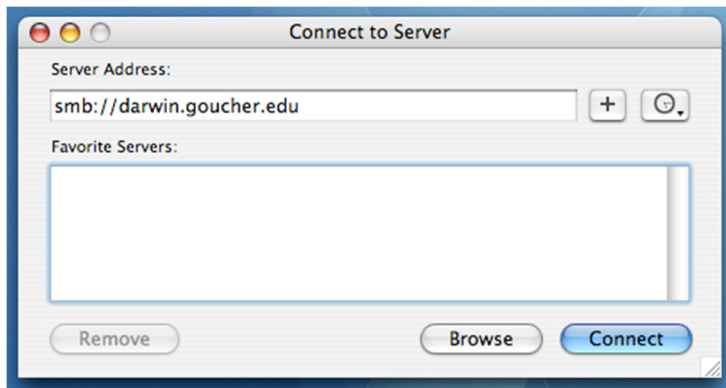 Connect to Server
Server Address:
smb://darwin.goucher.edu
+
Favorite Servers:
Remove
Browse
Connect